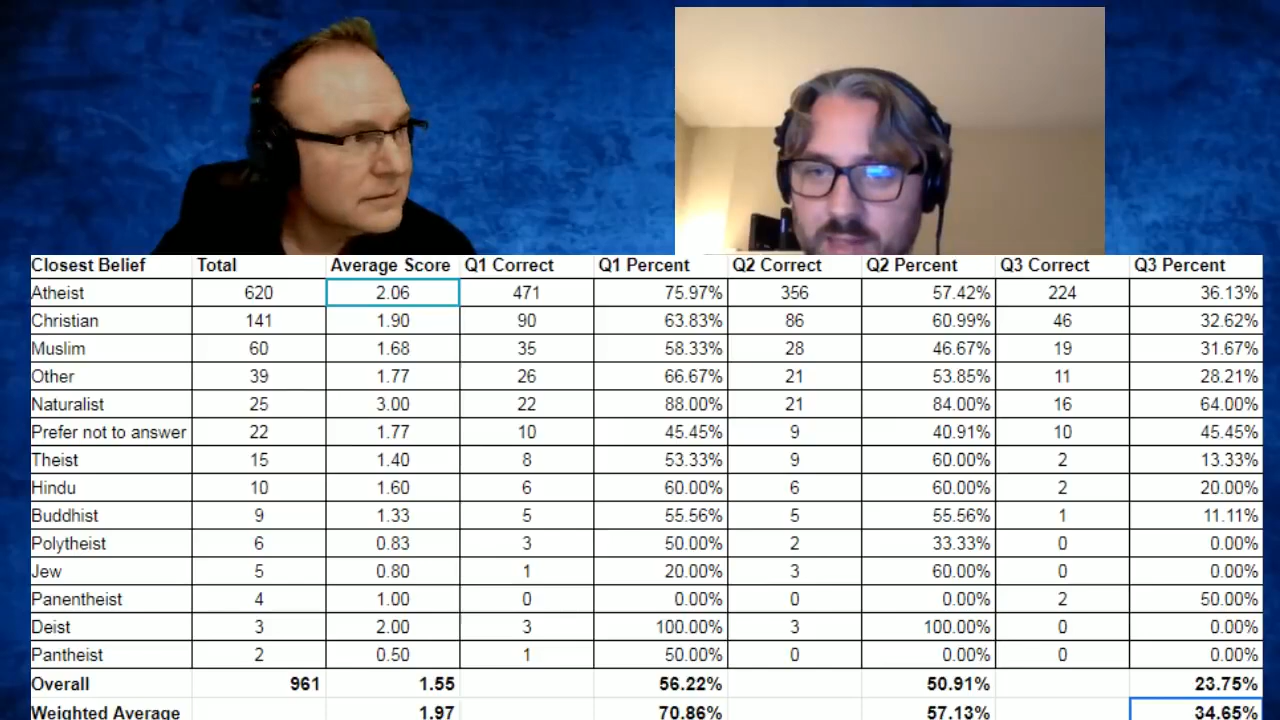 Closest Belief Total Average Score Q1 Correct Q1 Percent Q2 Correct Q2 Percent Q3 Correct Q3 Percent
Atheist 620 2.06 471 75.97% 356 57.42% 224 36.13%
Christian 141 1.90 90 63.83% 86 60.99% 46 32.62%
Muslim 60 1.68 35 58.33% 28 46.67% 19 31.67%
Other 39 1.77 26 66.67% 21 53.85% 11 28.21%
Naturalist 25 3.00 22 88.00% 21 84.00% 16 64.00%
Prefer not to answer 22 1.77 10 45.45% 9 40.91% 10 45.45%
Theist 15 1.40 8 53.33% 9 60.00% 2 13.33%
Hindu 10 1.60 6 60.00% 6 60.00% 2 20.00%
Buddhist 9 1.33 5 55.56% 5 55.56% 1 11.11%
Polytheist 6 0.83 3 50.00% 2 33.33% 0 0.00%
Jew 5 0.80 1 20.00% 3 60.00% 0 0.00%
Panentheist 4 1.00 0 0.00% 0 0.00% 2 50.00%
Deist 3 2.00 3 100.00% 3 100.00% 0 0.00%
Pantheist 2 0.50 1 50.00% 0 0.00% 0 0.00%
Overall 961 1.55 56.22% 50.91% 23.75%
Weighted Average 1.97 70.86% 57.13% 34.65%